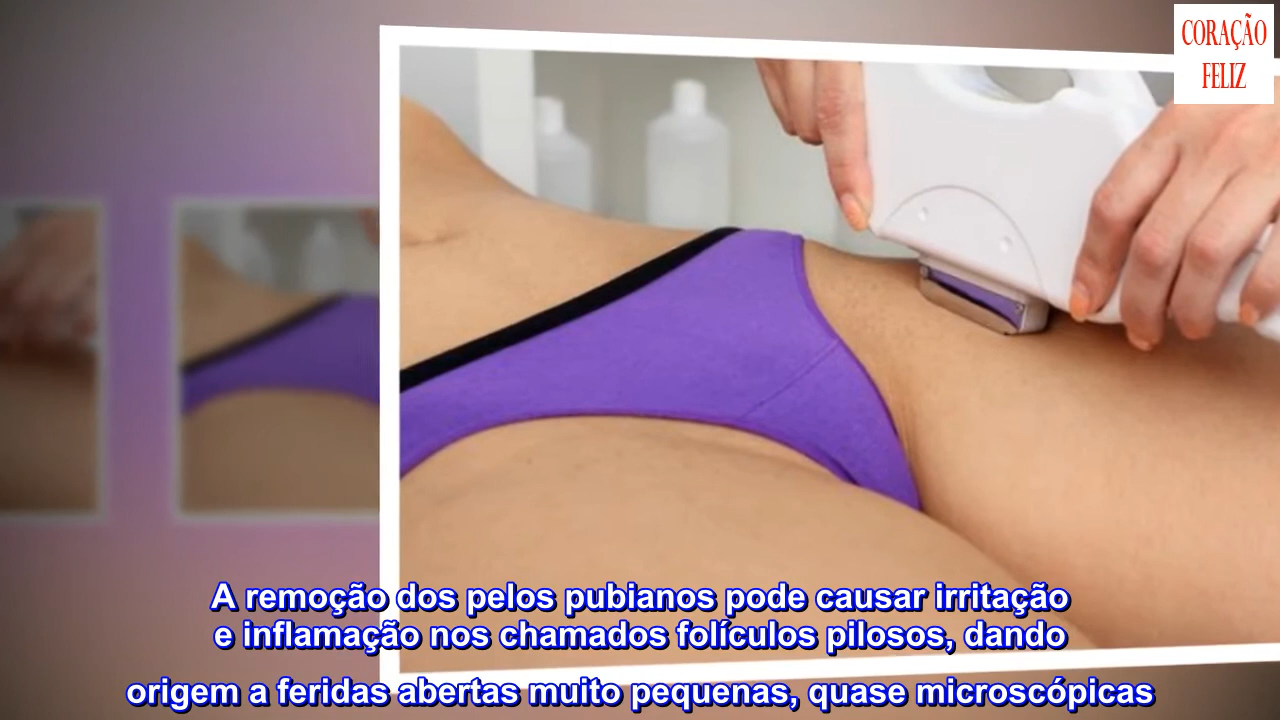 CORAÇÃO
FELIZ
A remoção dos pelos pubianos pode causar irritação
e inflamação nos chamados folículos pilosos, dando
origem a feridas abertas muito pequenas, quase microscópicas